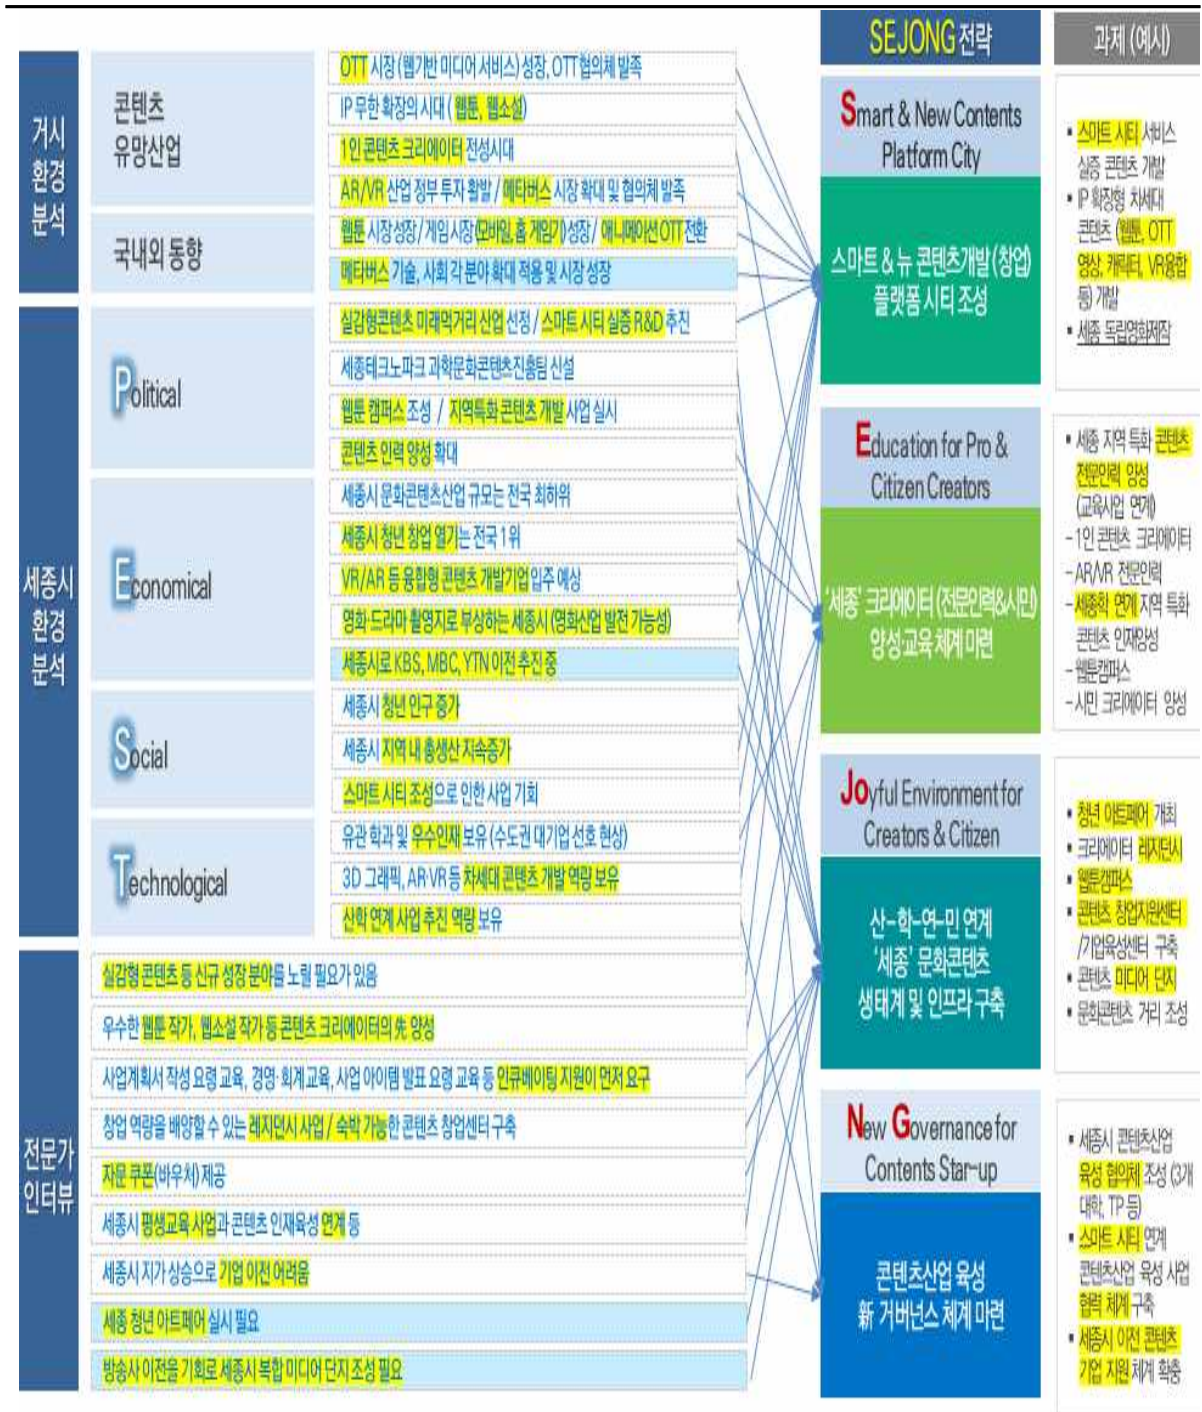 거시
환경
분석
콘텐츠
유망산업
OTT 시장 (웹기반 미디어 서비스) 성장, OTT협의체 발족
IP 무한 확장의 시대 ( 웹툰, 웹소설)
1인 콘텐츠 크리에이터 전성시대
AR/VR 산업 정부 투자 활발 / 메타버스 시장 확대 및 협의체 발족
국내외 동향
웹툰 시장 성장 / 게임 시장(모바일, 홈 게임기)성장 / 애니메이션 OTT 전환
메타버스 기술, 사회 각 분야 확대 적용 및 시장 성장
세종시
환경
분석
Political
실감형콘텐츠 미래먹거리 산업 선정 / 스마트 시티 실증 R&D 추진
세종테크노파크 과학문화콘텐츠진흥팀 신설
웹툰 캠퍼스 조성 / 지역특화 콘텐츠 개발 사업 실시
콘텐츠 인력 양성 확대
Economical
세종시 문화콘텐츠산업 규모는 전국 최하위
세종시 청년 창업 열기는 전국 1위
VR/AR 등 융합형 콘텐츠 개발기업 입주 예상
영화·드라마 촬영지로 부상하는 세종시 (영화산업 발전 가능성)
세종시로 KBS, MBC, YTN 이전 추진 중
Social
세종시 청년 인구 증가
세종시 지역 내 총생산 지속증가
스마트 시티 조성으로 인한 사업 기회
Technological
유관 학과 및 우수인재 보유 (수도권 대기업 선호 현상)
3D 그래픽, AR·VR 등 차세대 콘텐츠 개발 역량 보유
산학 연계 사업 추진 역량 보유
전문가
인터뷰
실감형 콘텐츠 등 신규 성장 분야를 노릴 필요가 있음
우수한 웹툰 작가, 웹소설 작가 등 콘텐츠 크리에이터의 先 양성
사업계획서 작성 요령 교육, 경영·회계교육, 사업 아이템 발표 요령 교육 등 인큐베이팅 지원이 먼저 요구
창업 역량을 배양할 수 있는 레지던시 사업 / 숙박 가능한 콘텐츠 창업센터 구축
자문 쿠폰(바우처) 제공
세종시 평생교육 사업과 콘텐츠 인재육성 연계 등
세종시 지가 상승으로 기업 이전 어려움
세종 청년 아트페어 실시 필요
방송사 이전을 기회로 세종시 복합 미디어 단지 조성 필요
SEJONG 전략
Smart & New Contents
Platform City
스마트 & 뉴 콘텐츠개발 (창업)
플랫폼 시티 조성
Education for Pro &
Citizen Creators
'세종' 크리에이터 (전문인력&시민)
양성·교육 체계 마련
Joyful Environment for
Creators & Citizen
산-학-연-민 연계
'세종' 문화콘텐츠
생태계 및 인프라 구축
New Governance for
Contents Star-up
콘텐츠산업 육성
新 거버넌스 체계 마련
과제 (예시)
▪ 스마트 시티 서비스
실증 콘텐츠 개발
▪ IP 확장형 차세대
콘텐츠 (웹툰, OTT
영상, 캐릭터, VR융합
등) 개발
▪ 세종 독립영화제작
▪ 세종 지역 특화 콘텐츠
전문인력 양성
(교육사업 연계)
- 1인 콘텐츠 크리에이터
- AR/VR 전문인력
- 세종학 연계 지역 특화
콘텐츠 인재양성
- 웹툰캠퍼스
- 시민 크리에이터 양성
▪ 청년 아트페어 개최
▪ 크리에이터 레지던시
▪ 웹툰캠퍼스
▪ 콘텐츠 창업지원센터
/기업육성센터 구축
▪ 콘텐츠 미디어 단지
▪ 문화콘텐츠 거리 조성
▪ 세종시 콘텐츠산업
육성 협의체 조성 (3개
대학, TP 등)
▪ 스마트 시티 연계
콘텐츠산업 육성 사업
협력 체계 구축
▪ 세종시 이전 콘텐츠
기업 지원 체계 확충